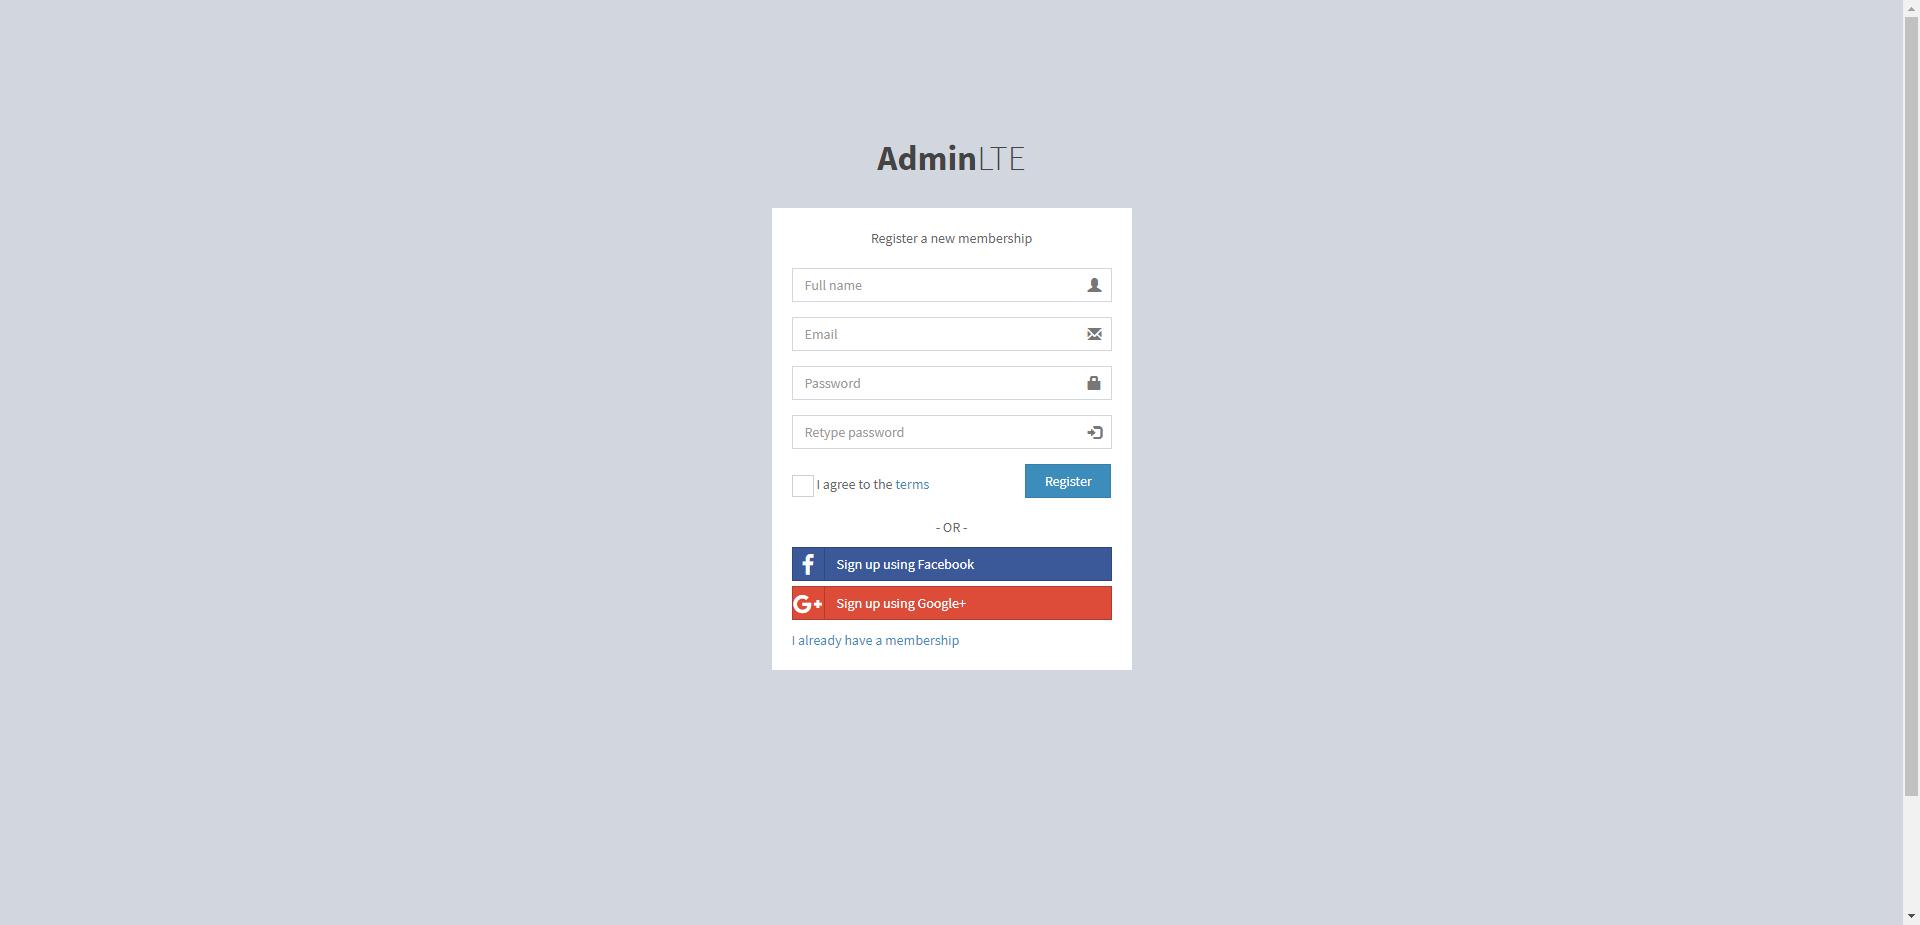 AdminLTE
Register a new membership
Full name
Email
Password
Retype password
I agree to the terms
Register
- OR -
Sign up using Facebook
Sign up using Google+
I already have a membership